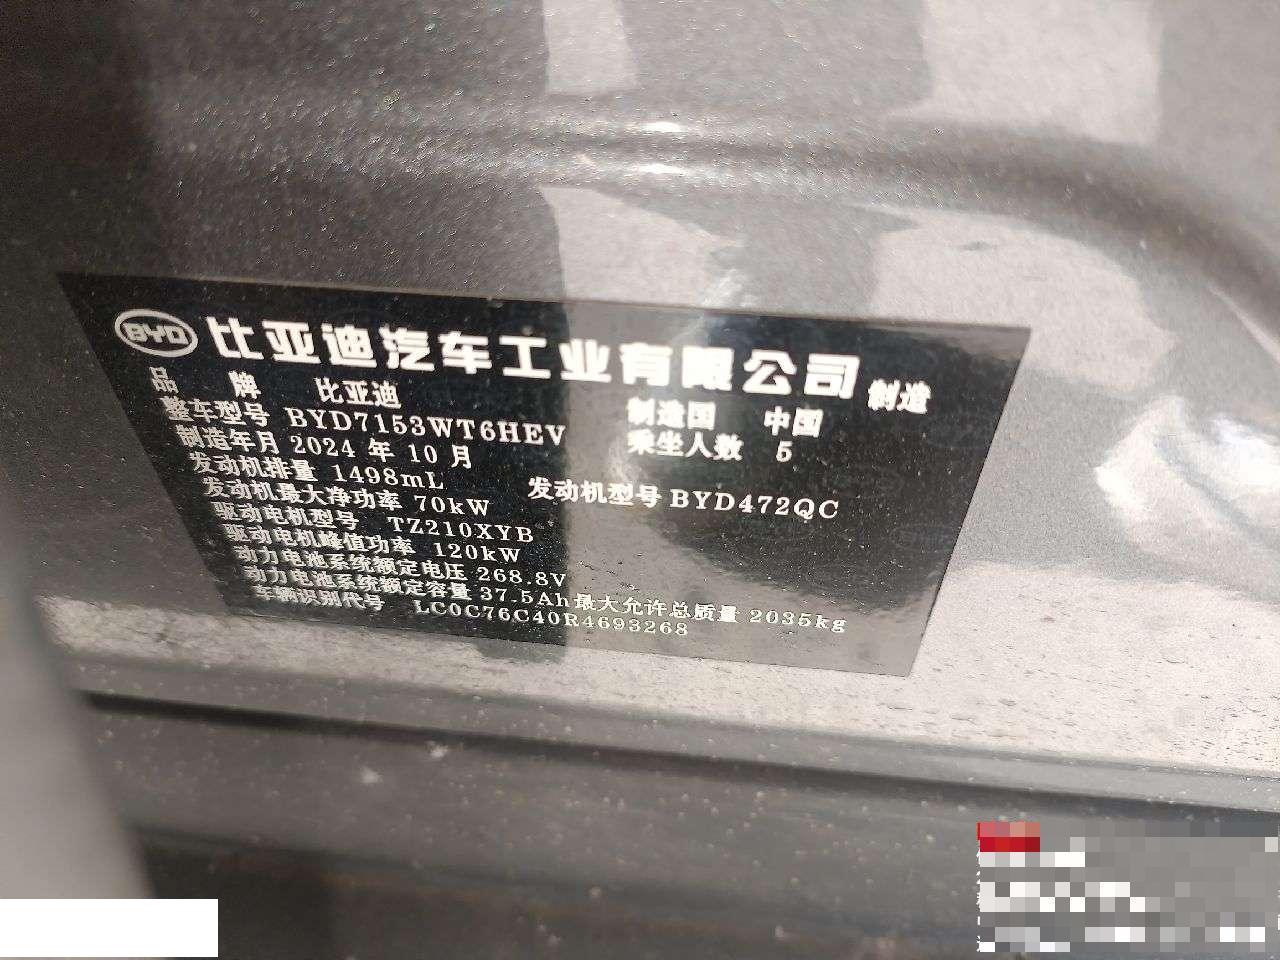 BYD 比亚迪汽车工业有限公司 制造
品牌 比亚迪 制造国 中国
整车型号 BYD7153WT6HEV 乘坐人数 5
制造年月 2024 年 10 月
发动机排量 1498mL 发动机型号 BYD472QC
发动机最大净功率 70kW
驱动电机型号 TZ210XYB
驱动电机峰值功率 120kW
动力电池系统额定电压 268.8V
动力电池系统额定容量 37.5Ah 最大允许总质量 2035kg
车辆识别代号 LC0C76C40R4693268